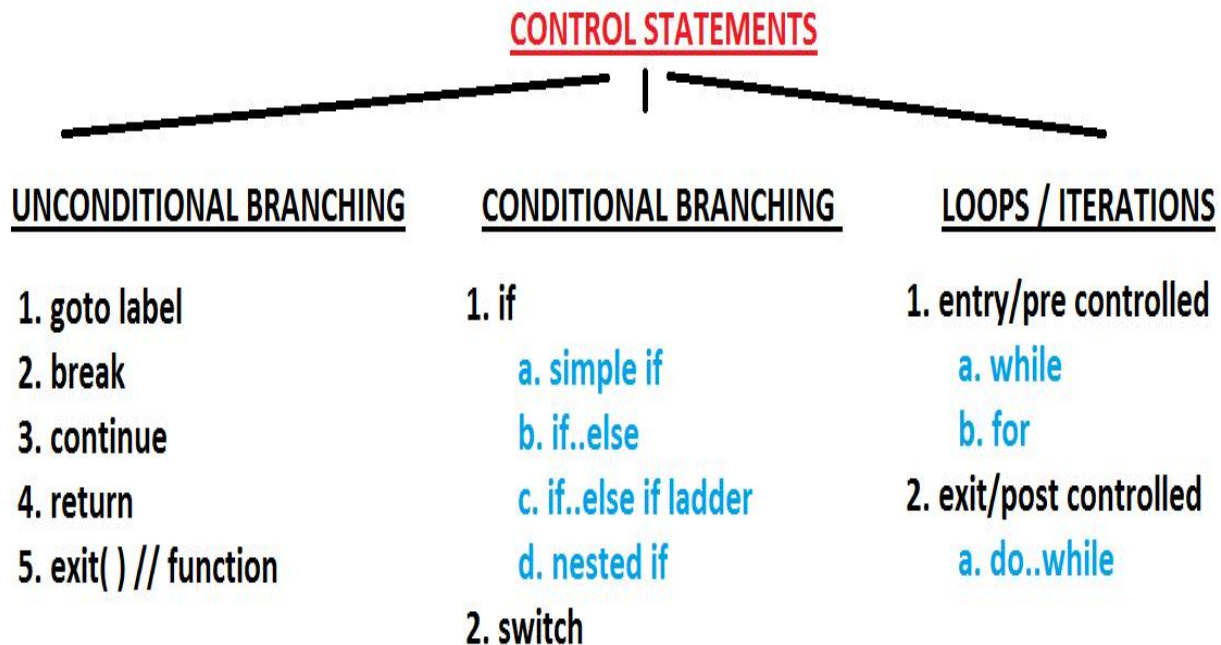 CONTROL STATEMENTS
UNCONDITIONAL BRANCHING
1. goto label
2. break
3. continue
4. return
5. exit( ) // function
CONDITIONAL BRANCHING
1. if
a. simple if
b. if..else
c. if..else if ladder
d. nested if
2. switch
LOOPS / ITERATIONS
1. entry/pre controlled
a. while
b. for
2. exit/post controlled
a. do..while